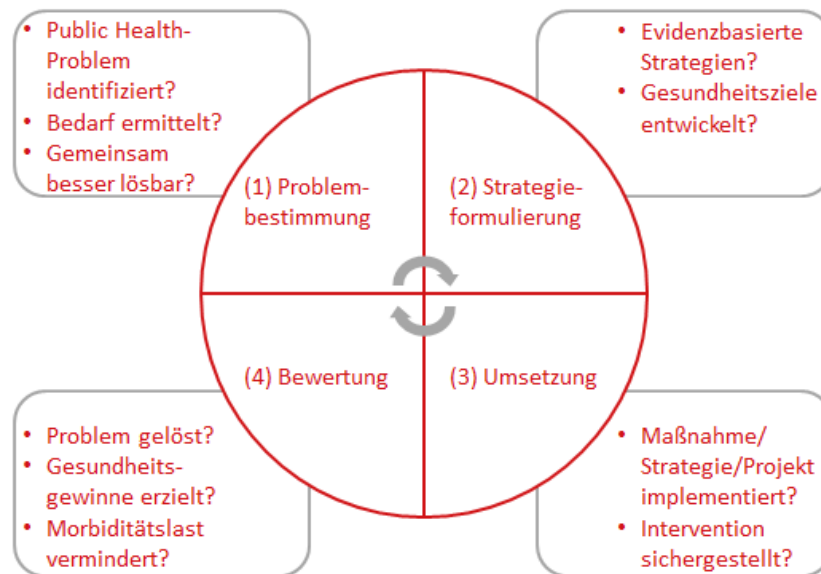 • Public Health-
Problem
identifiziert?
• Bedarf ermittelt?
• Gemeinsam
besser lösbar?
• Evidenzbasierte
Strategien?
• Gesundheitsziele
entwickelt?
(1) Problem-
bestimmung
(2) Strategie-
formulierung
(4) Bewertung
(3) Umsetzung
• Problem gelöst?
• Gesundheits-
gewinne erzielt?
• Morbiditätslast
vermindert?
• Maßnahme/
Strategie/Projekt
implementiert?
• Intervention
sichergestellt?